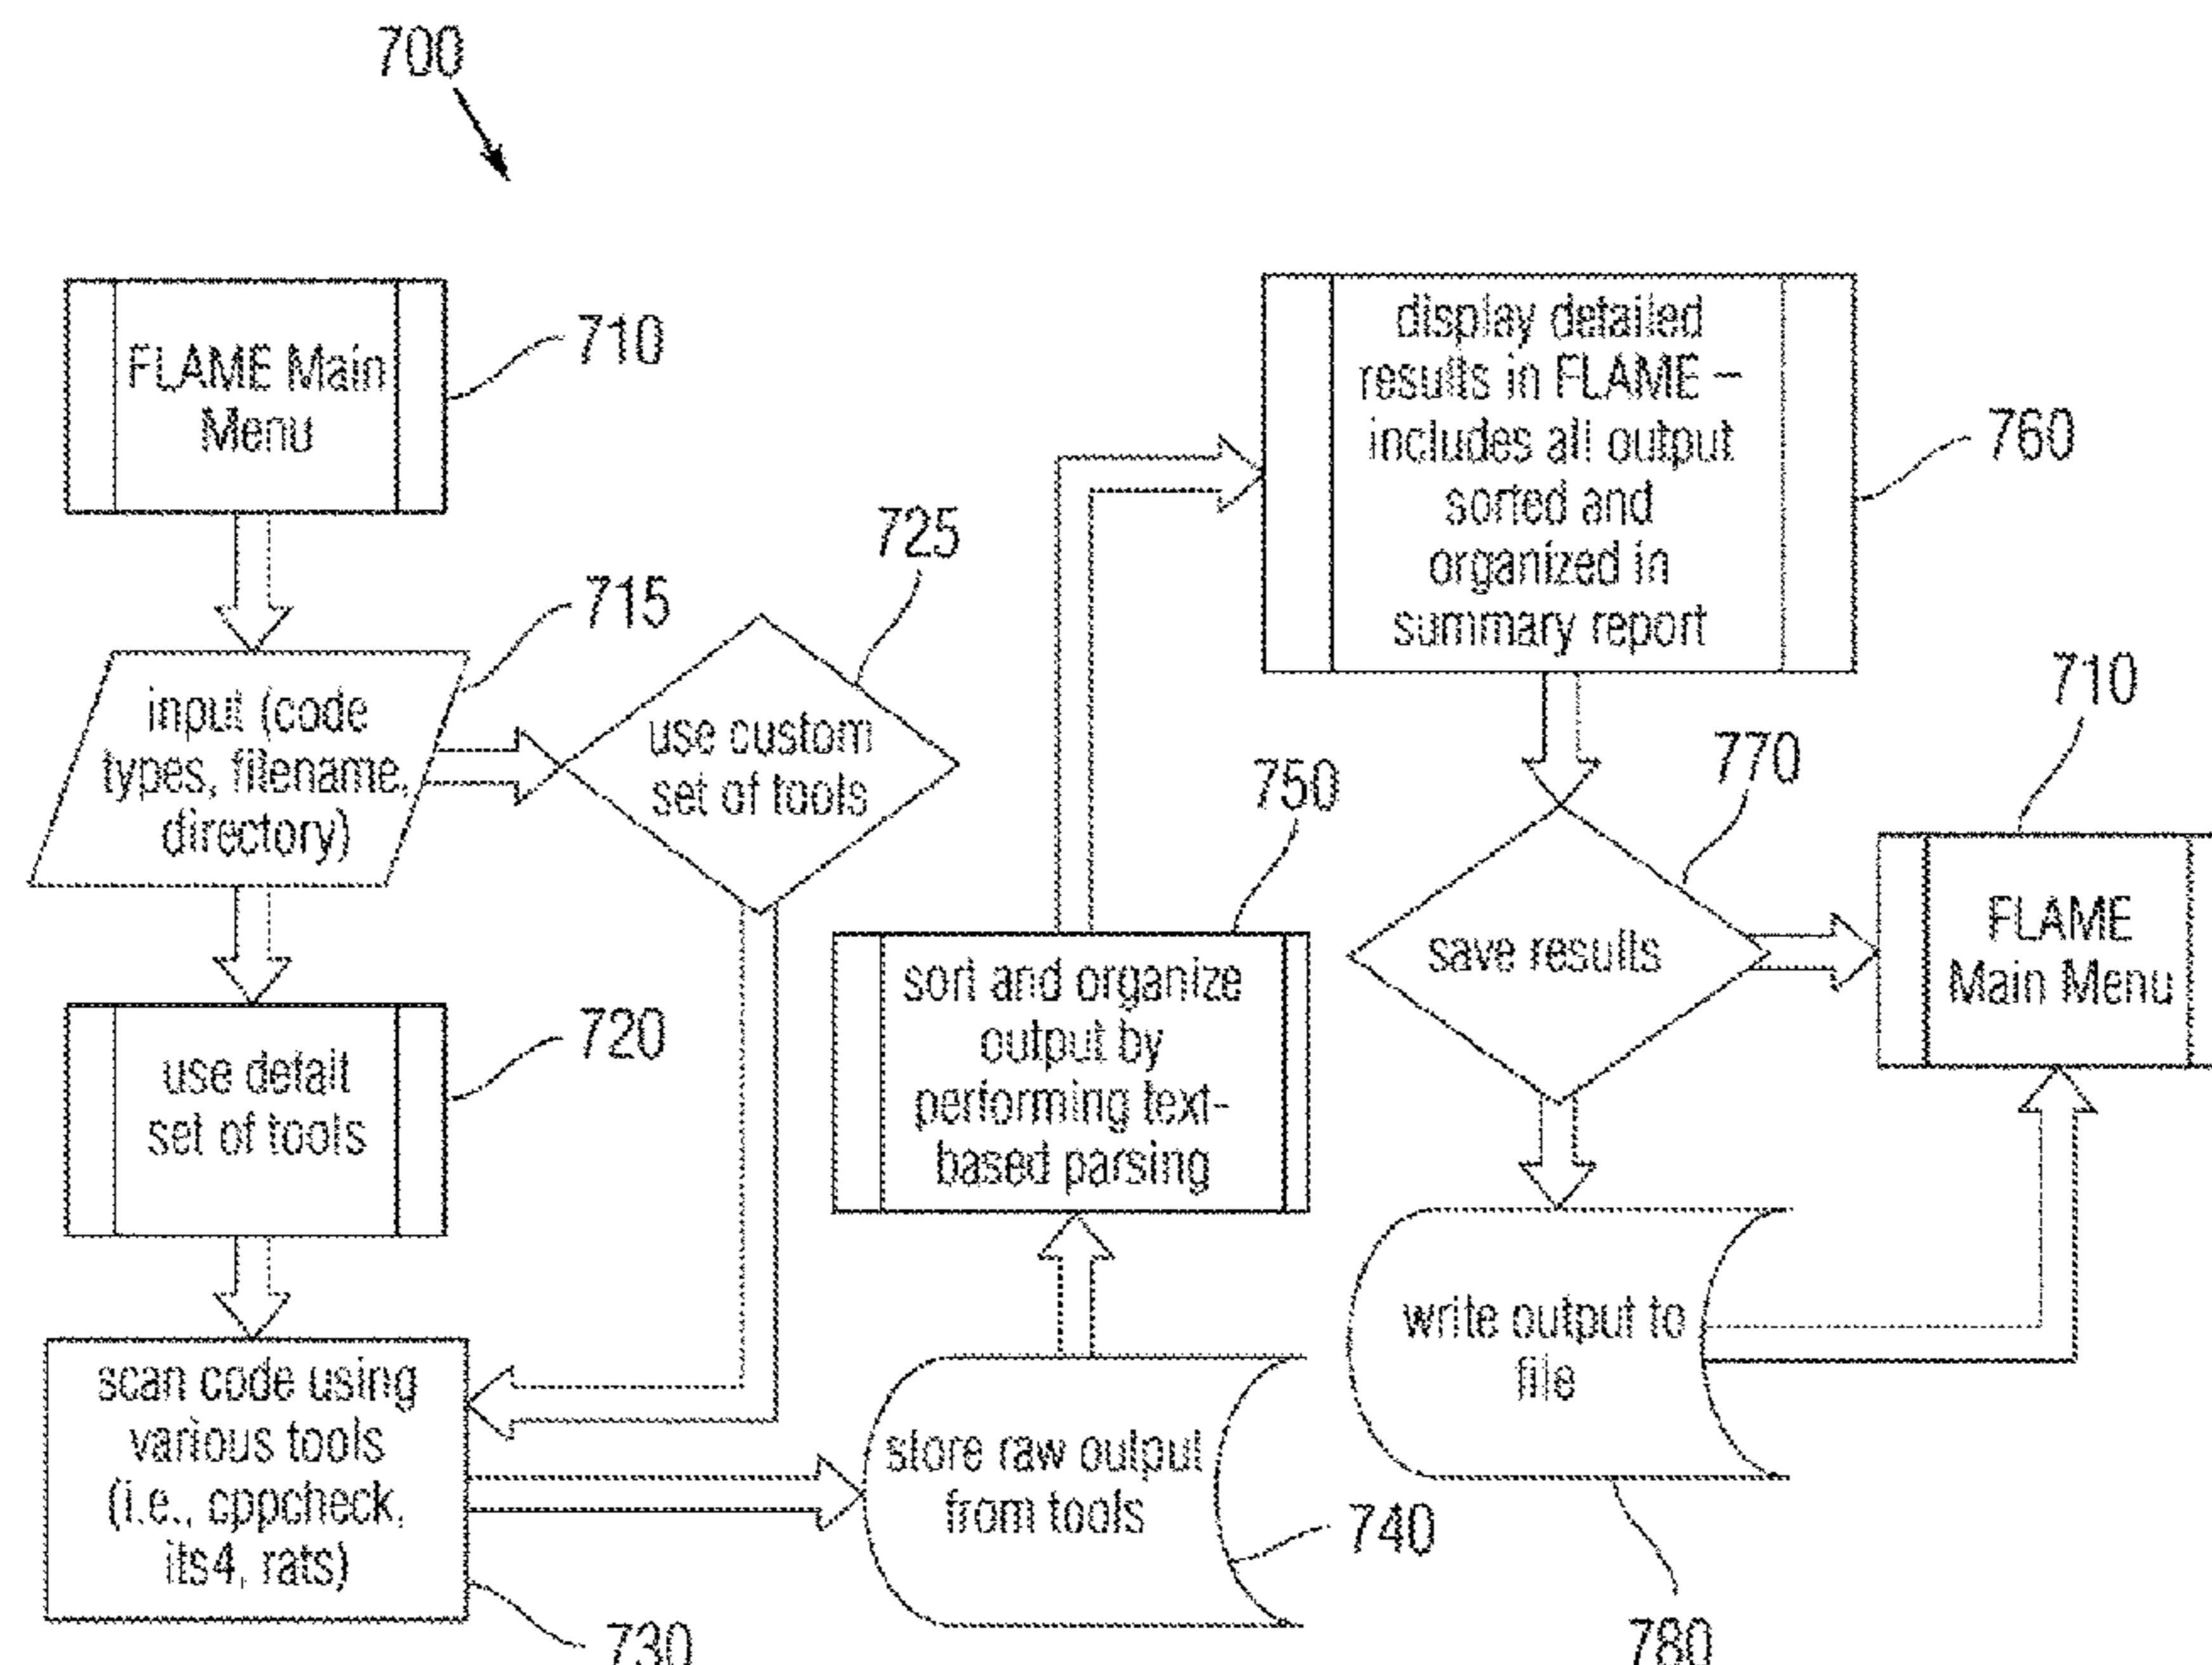 700
FLAME Main
Menu
710
input (code
types, filename,
directory)
715
use custom
set of tools
725
use defalt
set of tools
720
scan code using
various tools
(i.e., cppcheck,
its4, rats)
730
store raw output
from tools
740
sort and organize
output by
performing text-
based parsing
750
display detailed
results in FLAME –
includes all output
sorted and
organized in
summary report
760
save results
770
FLAME
Main Menu
710
write output to
file
780